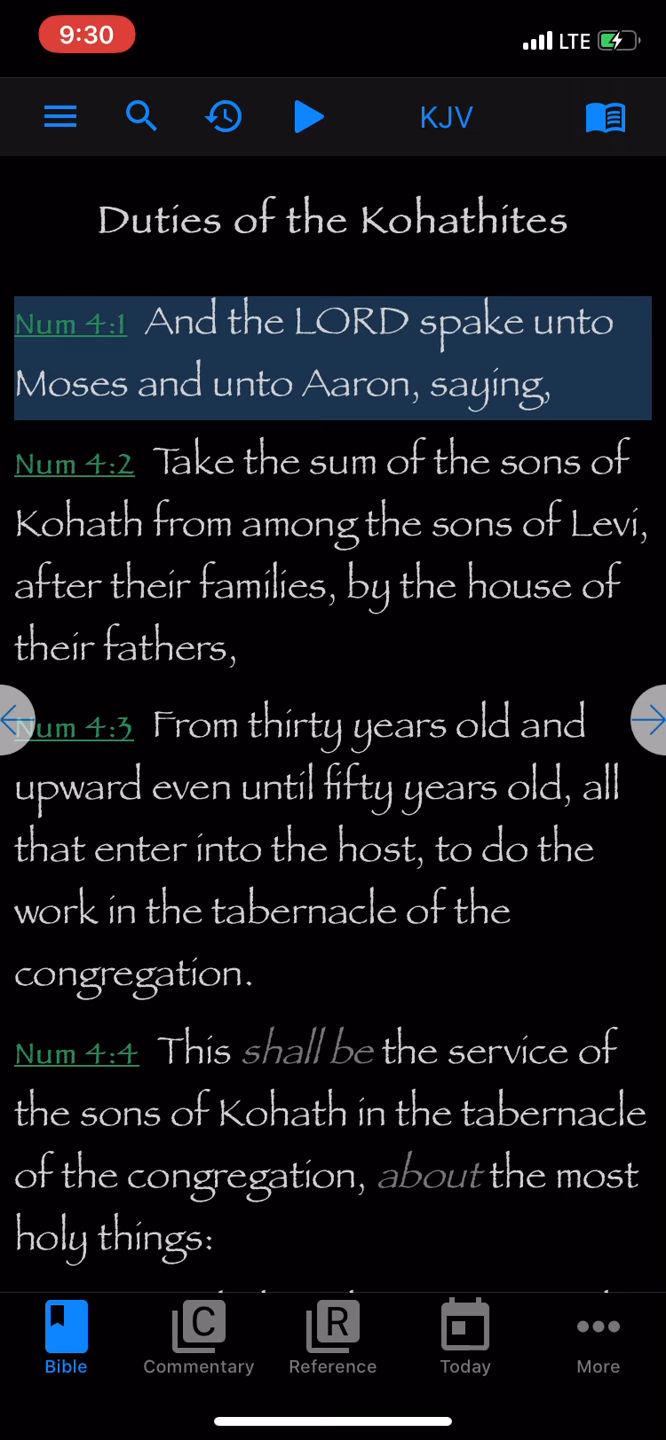 9:30
LTE
KJV
Duties of the Kohathites
Num 4:1 And the LORD spake unto
Moses and unto Aaron, saying,
Num 4:2 Take the sum of the sons of
Kohath from among the sons of Levi,
after their families, by the house of
their fathers,
Num 4:3 From thirty years old and
upward even until fifty years old, all
that enter into the host, to do the
work in the tabernacle of the
congregation.
Num 4:4 This shall be the service of
the sons of Kohath in the tabernacle
of the congregation, about the most
holy things:
C R
Bible Commentary Reference Today More